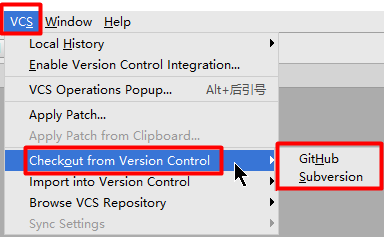 VCS Window Help
Local History
Enable Version Control Integration...
VCS Operations Popup... Alt+后引号
Apply Patch...
Apply Patch from Clipboard...
Checkout from Version Control
GitHub
Import into Version Control
Subversion
Browse VCS Repository
Sync Settings